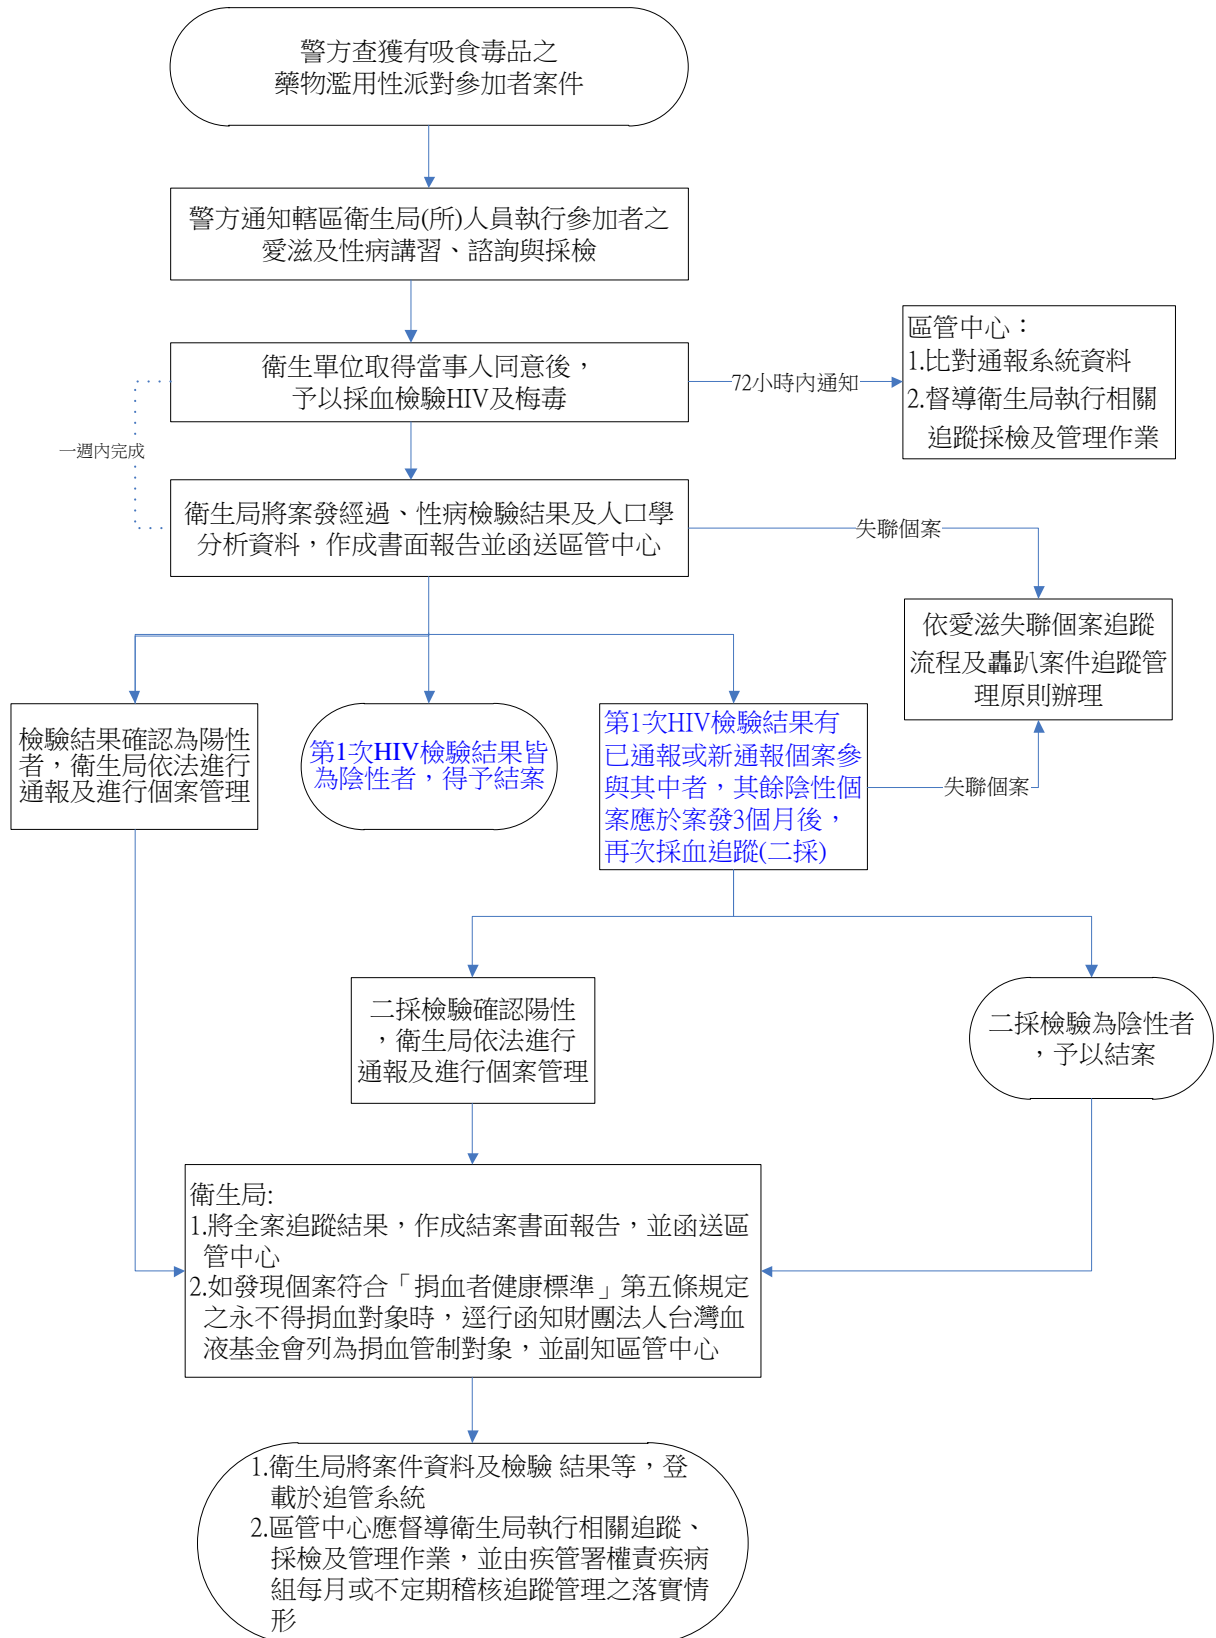 警方查獲有吸食毒品之
藥物濫用性派對參加者案件
警方通知轄區衛生局(所)人員執行參加者之
愛滋及性病講習、諮詢與採檢
衛生單位取得當事人同意後，
予以採血檢驗HIV及梅毒
72小時內通知
區管中心：
1.比對通報系統資料
2.督導衛生局執行相關
追蹤採檢及管理作業
一週內完成
衛生局將案發經過、性病檢驗結果及人口學
分析資料，作成書面報告並函送區管中心
失聯個案
依愛滋失聯個案追蹤
流程及轟趴案件追蹤管
理原則辦理
檢驗結果確認為陽性
者，衛生局依法進行
通報及進行個案管理
第1次HIV檢驗結果皆
為陰性者，得予結案
第1次HIV檢驗結果有
已通報或新通報個案參
與其中者，其餘陰性個
案應於案發3個月後，
再次採血追蹤(二採)
失聯個案
二採檢驗確認陽性
，衛生局依法進行
通報及進行個案管理
二採檢驗為陰性者
，予以結案
衛生局:
1.將全案追蹤結果，作成結案書面報告，並函送區
管中心
2.如發現個案符合「捐血者健康標準」第五條規定
之永不得捐血對象時，逕行函知財團法人台灣血
液基金會列為捐血管制對象，並副知區管中心
1.衛生局將案件資料及檢驗 結果等，登
載於追管系統
2.區管中心應督導衛生局執行相關追蹤、
採檢及管理作業，並由疾管署權責疾病
組每月或不定期稽核追蹤管理之落實情
形